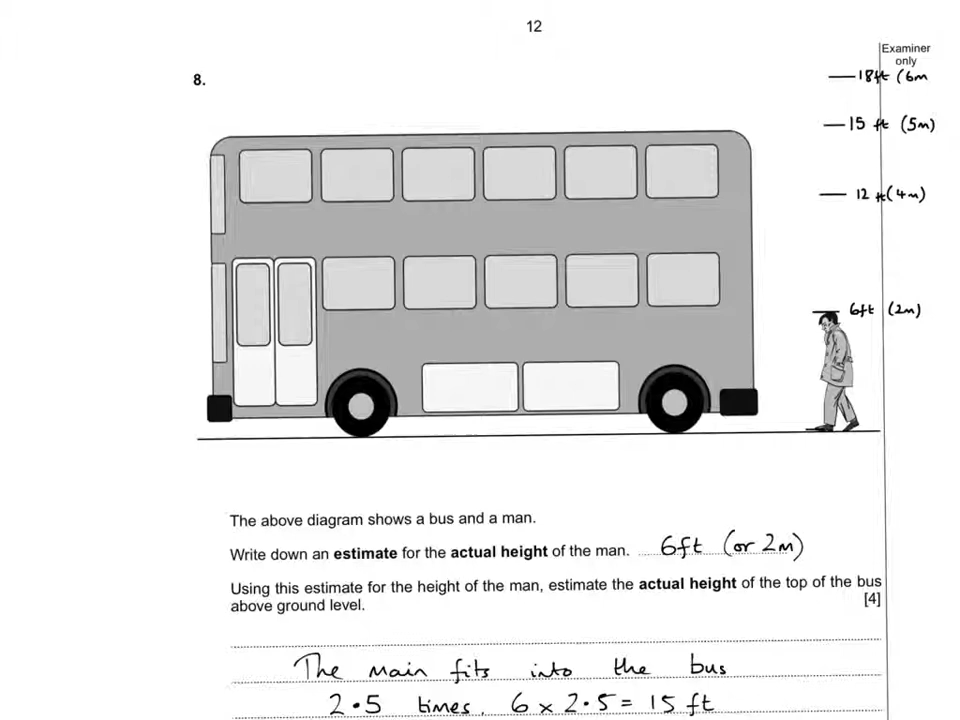 12
Examiner
only
8.
18ft (6m
15 ft (5m)
12 ft (4m)
6ft (2m)
The above diagram shows a bus and a man.
Write down an estimate for the actual height of the man. 6ft (or 2m)
Using this estimate for the height of the man, estimate the actual height of the top of the bus
above ground level. [4]
The main fits into the bus
2.5 times. 6 x 2.5 = 15 ft